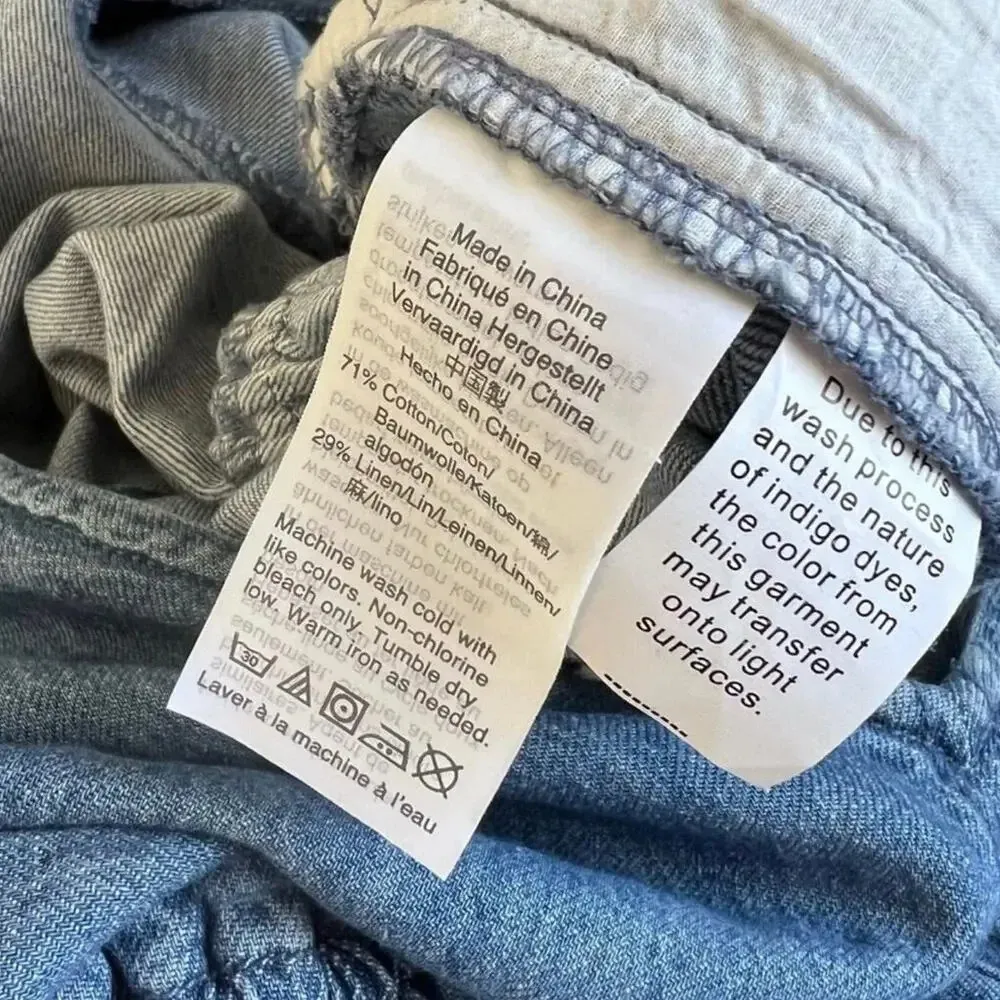 Made in China
Fabriqué en Chine
in China Hergestellt
Vervaardigd in China
中国製
Hecho en China
71% Cotton/Coton/
Baumwolle/Katoen/綿/
algodón
29% Linen/Lin/Leinen/Linnen/
麻/lino
Machine wash cold with
like colors. Non-chlorine
bleach only. Tumble dry
low. Warm iron as needed.
30
Laver à la machine à l'eau
Due to this
wash process
and the nature
of indigo dyes,
the color from
this garment
may transfer
onto light
surfaces.